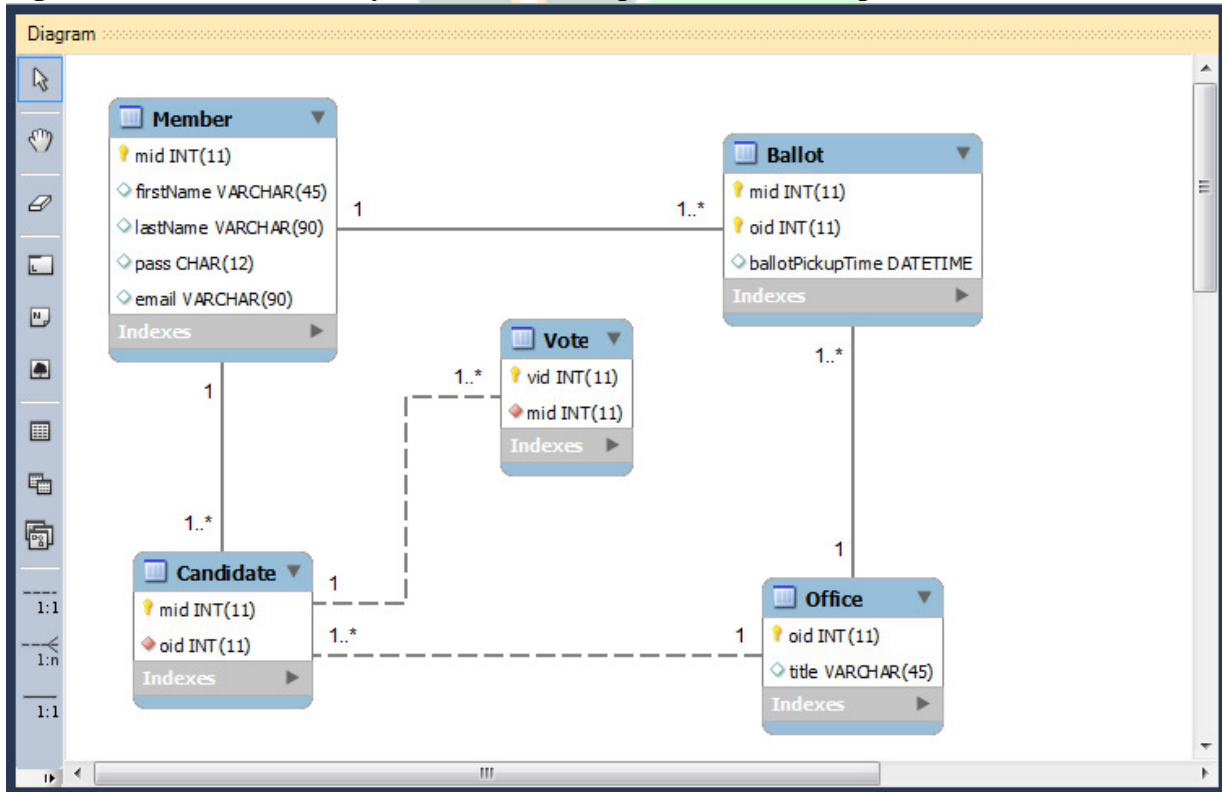 Diagram
Member
mid INT(11)
firstName VARCHAR(45)
lastName VARCHAR(90)
pass CHAR(12)
email VARCHAR(90)
Indexes
1
1..*
Ballot
mid INT(11)
oid INT(11)
ballotPickupTime DATETIME
Indexes
Vote
vid INT(11)
mid INT(11)
Indexes
1..*
1
1..*
1..*
1
Candidate
mid INT(11)
oid INT(11)
Indexes
1
1..*
1
Office
oid INT(11)
title VARCHAR(45)
Indexes
1:1
1:n
1:1